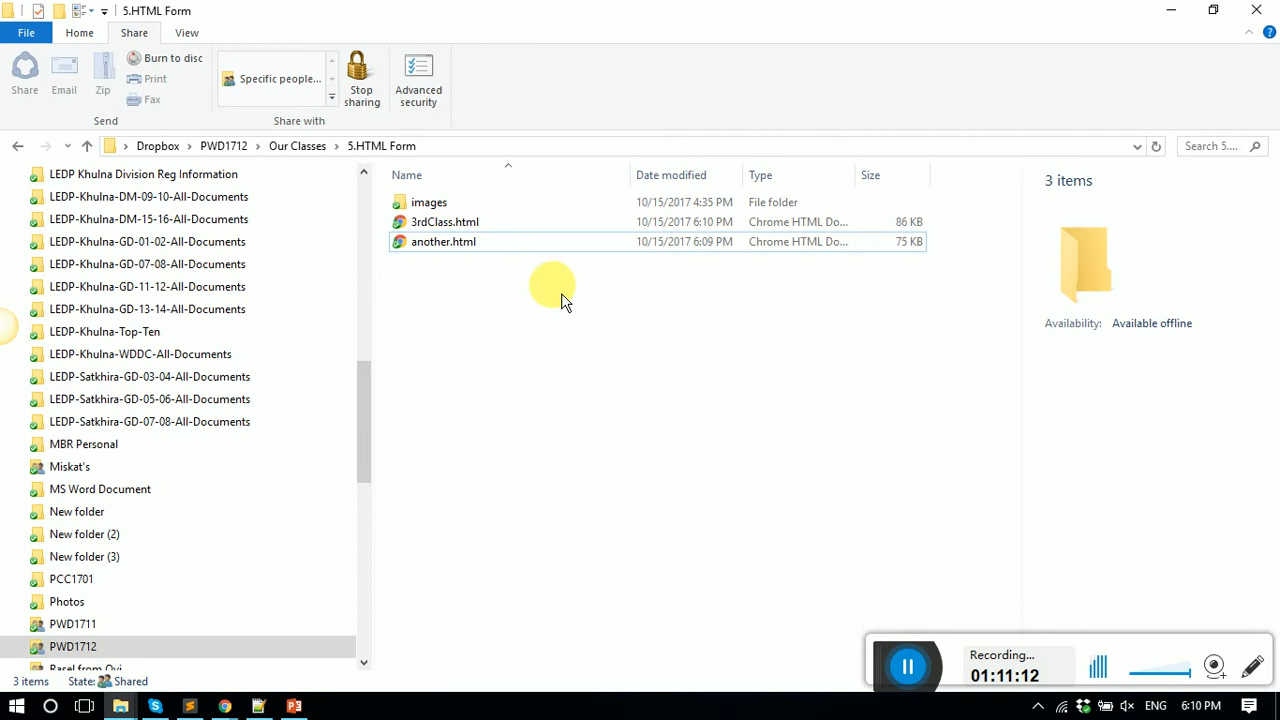 5.HTML Form
File
Home
Share
View
Share
Email
Zip
Burn to disc
Print
Fax
Send
Specific people...
Stop
sharing
Share with
Advanced
security
Dropbox
PWD1712
Our Classes
5.HTML Form
Search 5....
LEDP Khulna Division Reg Information
LEDP-Khulna-DM-09-10-All-Documents
LEDP-Khulna-DM-15-16-All-Documents
LEDP-Khulna-GD-01-02-All-Documents
LEDP-Khulna-GD-07-08-All-Documents
LEDP-Khulna-GD-11-12-All-Documents
LEDP-Khulna-GD-13-14-All-Documents
LEDP-Khulna-Top-Ten
LEDP-Khulna-WDDC-All-Documents
LEDP-Satkhira-GD-03-04-All-Documents
LEDP-Satkhira-GD-05-06-All-Documents
LEDP-Satkhira-GD-07-08-All-Documents
MBR Personal
Miskat's
MS Word Document
New folder
New folder (2)
New folder (3)
PCC1701
Photos
PWD1711
PWD1712
Rasel from Ovi
Name Date modified Type Size
images 10/15/2017 4:35 PM File folder
3rdClass.html 10/15/2017 6:10 PM Chrome HTML Do... 86 KB
another.html 10/15/2017 6:09 PM Chrome HTML Do... 75 KB
3 items
Availability: Available offline
Recording...
01:11:12
3 items State: Shared
ENG 6:10 PM